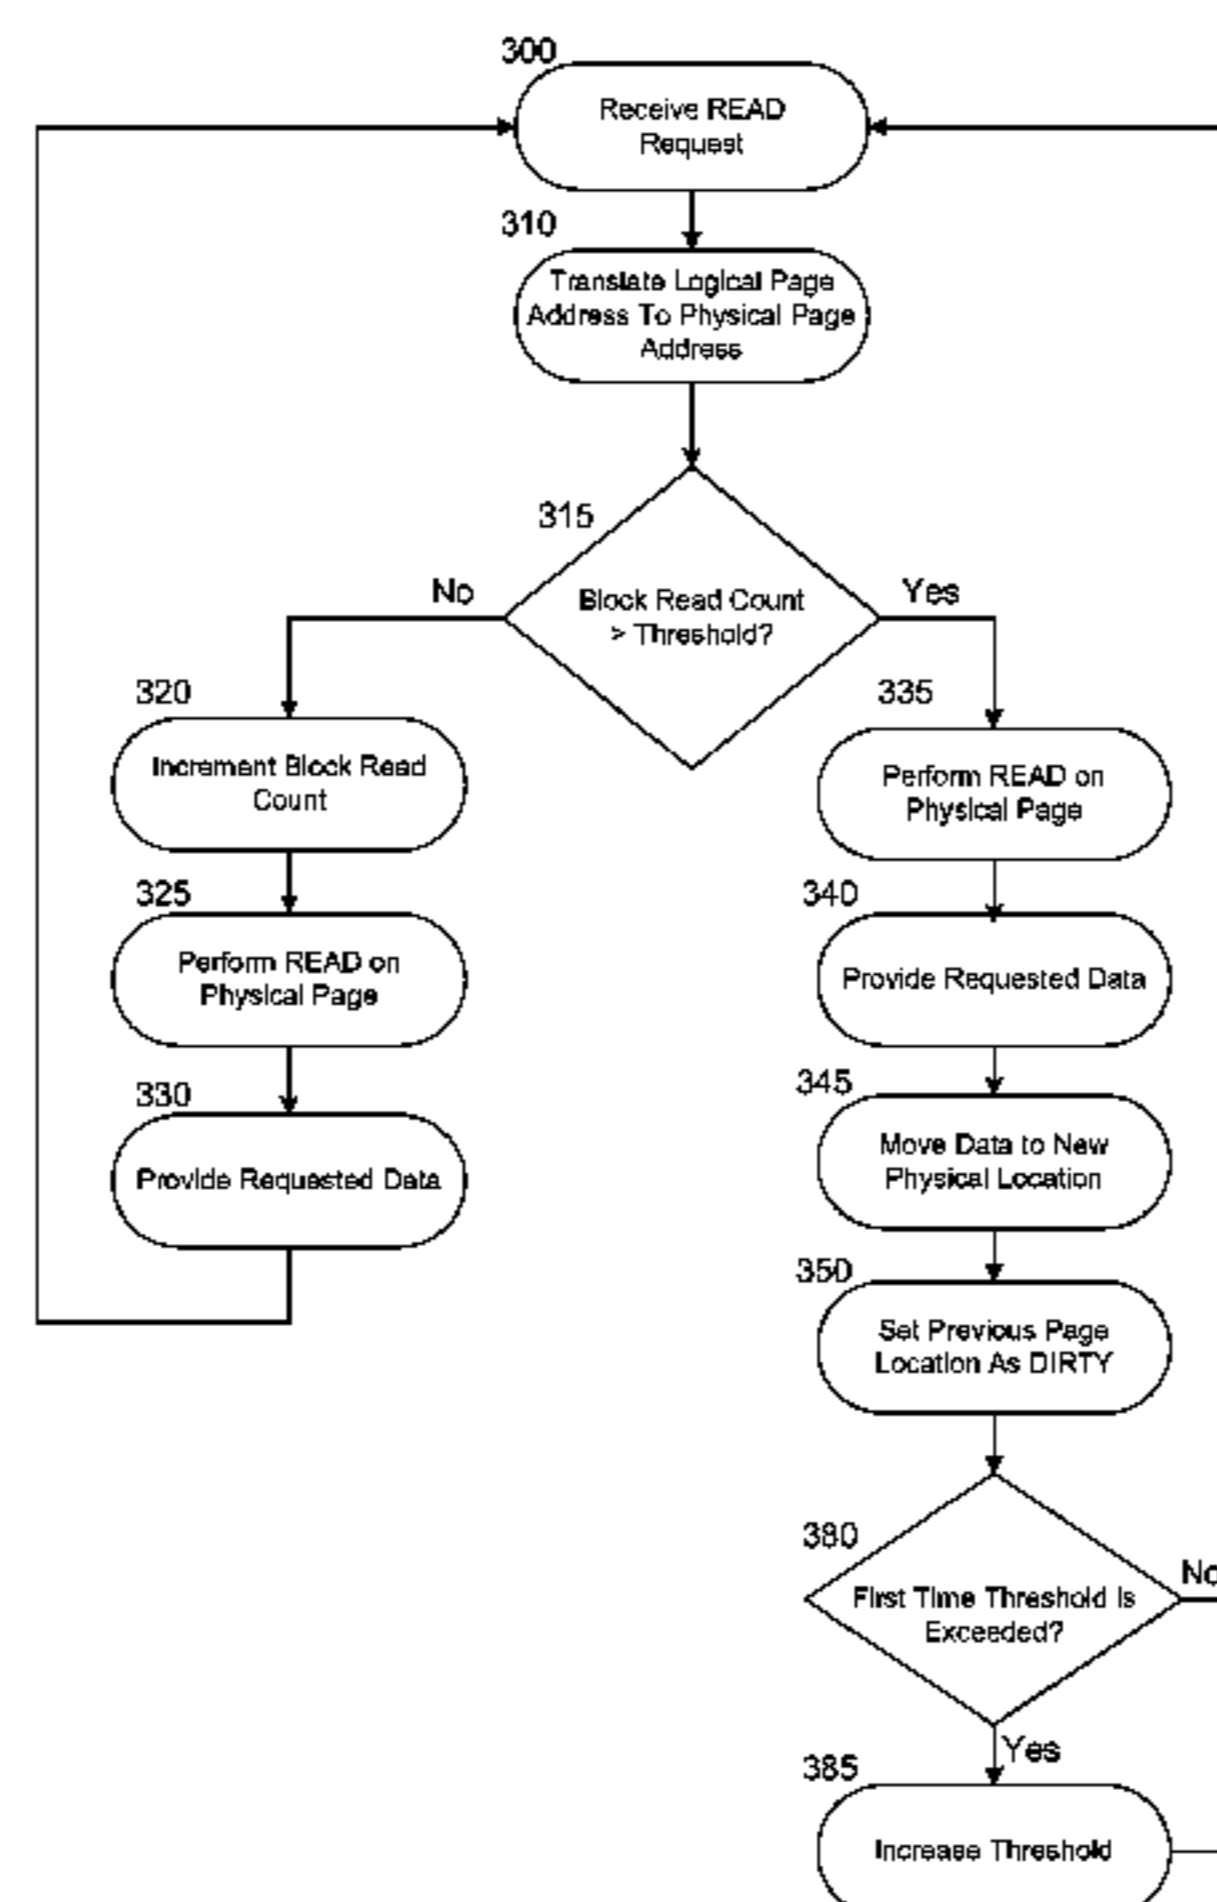 300
Receive READ
Request
310
Translate Logical Page
Address To Physical Page
Address
315
Block Read Count
> Threshold?
No
Yes
320
Increment Block Read
Count
325
Perform READ on
Physical Page
330
Provide Requested Data
335
Perform READ on
Physical Page
340
Provide Requested Data
345
Move Data to New
Physical Location
350
Set Previous Page
Location As DIRTY
380
First Time Threshold is
Exceeded?
No
Yes
385
Increase Threshold